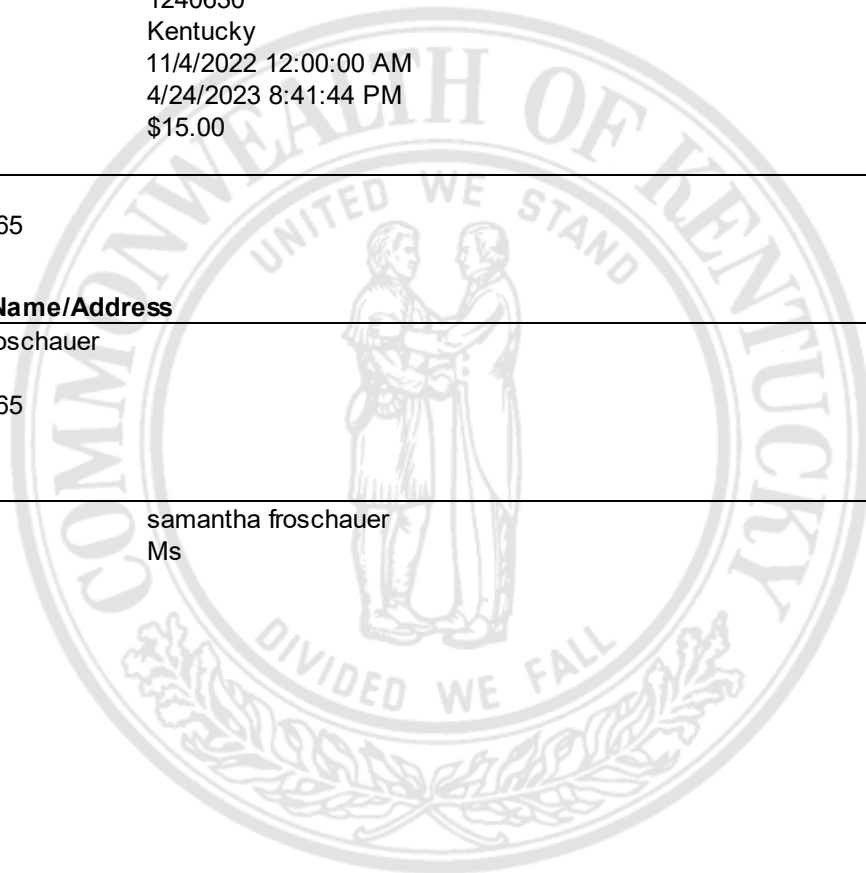 1240630
Kentucky
11/4/2022 12:00:00 AM
4/24/2023 8:41:44 PM
$15.00
65
Name/Address
oschauer
65
samantha froschauer
Ms
COMMONWEALTH OF KENTUCKY
UNITED WE STAND
DIVIDED WE FALL